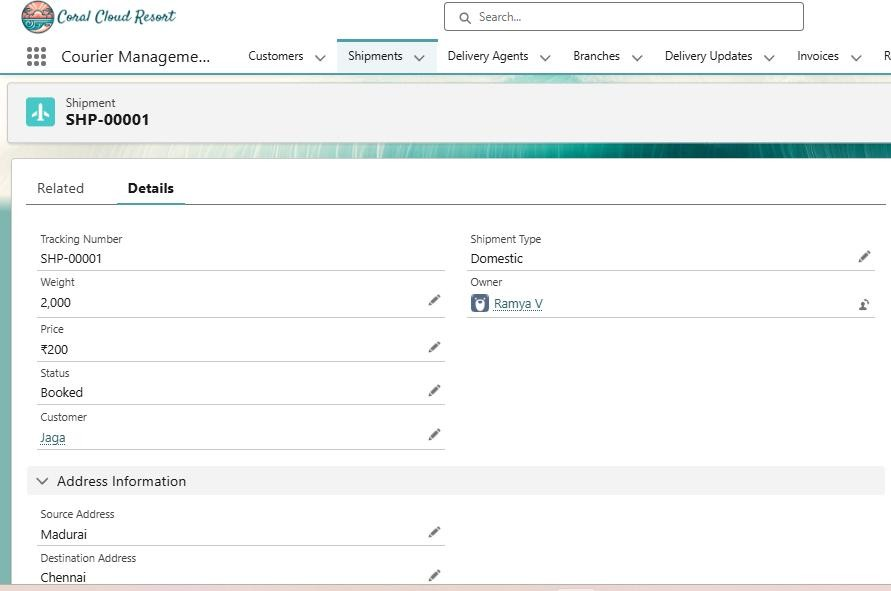 Coral Cloud Resort
Search...
Courier Manageme...
Customers
Shipments
Delivery Agents
Branches
Delivery Updates
Invoices
R
Shipment
SHP-00001
Related
Details
Tracking Number
SHP-00001
Weight
2,000
Price
₹200
Status
Booked
Customer
Jaga
Shipment Type
Domestic
Owner
Ramya V
Address Information
Source Address
Madurai
Destination Address
Chennai